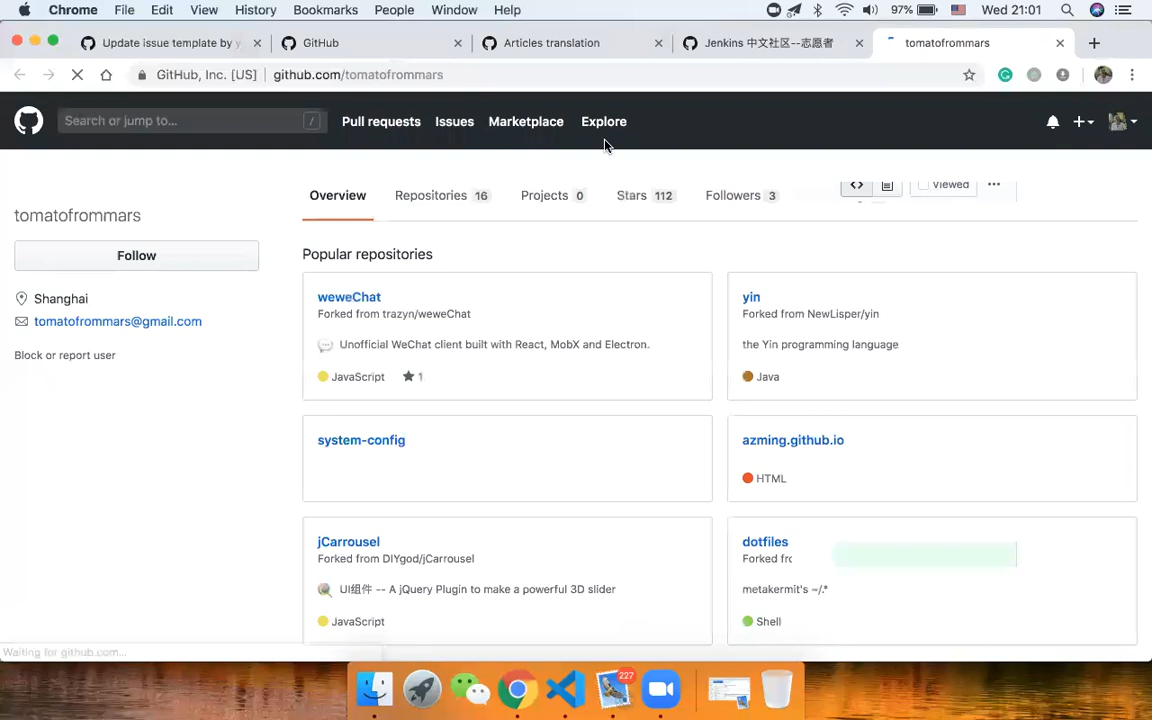 Chrome File Edit View History Bookmarks People Window Help 97% Wed 21:01
Update issue template by y GitHub Articles translation Jenkins 中文社区--志愿者 tomatofrommars
GitHub, Inc. [US] github.com/tomatofrommars
Search or jump to... / Pull requests Issues Marketplace Explore
Overview Repositories 16 Projects 0 Stars 112 Followers 3 <> Viewed ...
tomatofrommars
Follow
Shanghai
tomatofrommars@gmail.com
Block or report user
Popular repositories
weweChat
Forked from trazyn/weweChat
Unofficial WeChat client built with React, MobX and Electron.
JavaScript 1
yin
Forked from NewLisper/yin
the Yin programming language
Java
system-config
azming.github.io
HTML
jCarrousel
Forked from DIYgod/jCarrousel
UI组件 -- A jQuery Plugin to make a powerful 3D slider
JavaScript
dotfiles
Forked
metakermit's ~/.*
Shell
Waiting for github.com...
227